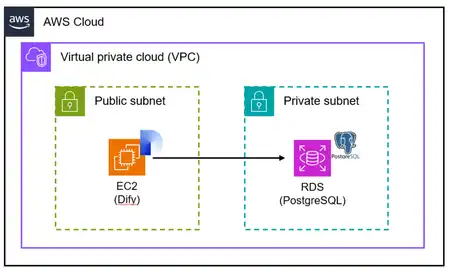 aws
AWS Cloud
Virtual private cloud (VPC)
Public subnet
Private subnet
PostgreSQL
EC2
(Dify)
RDS
(PostgreSQL)